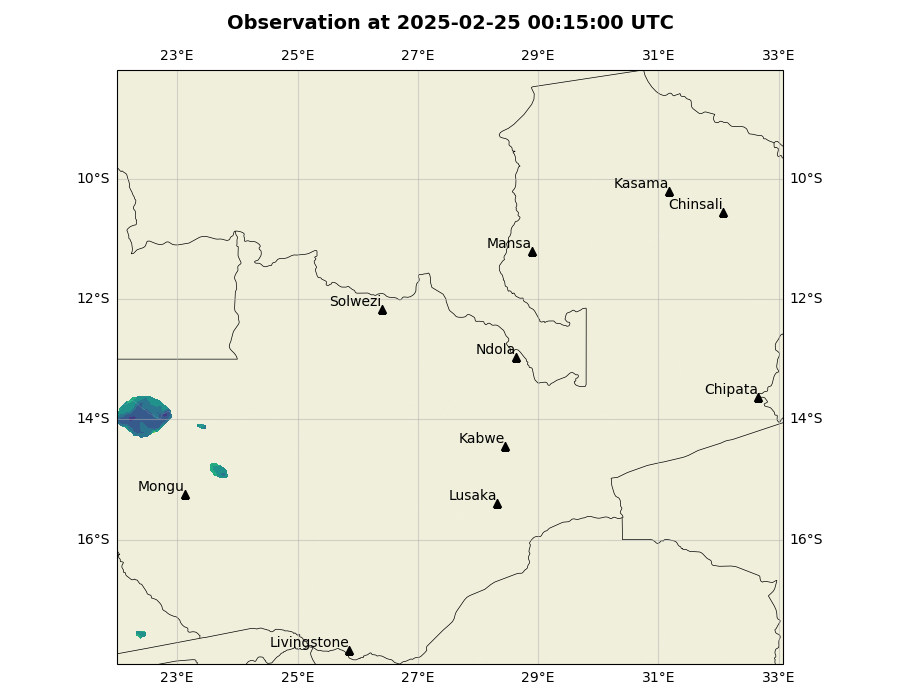 Observation at 2025-02-25 00:15:00 UTC
23°E 25°E 27°E 29°E 31°E 33°E
10°S 10°S
Kasama
Chinsali
Mansa
12°S 12°S
Solwezi
Ndola
Chipata
14°S 14°S
Kabwe
Mongu
Lusaka
16°S 16°S
Livingstone
23°E 25°E 27°E 29°E 31°E 33°E